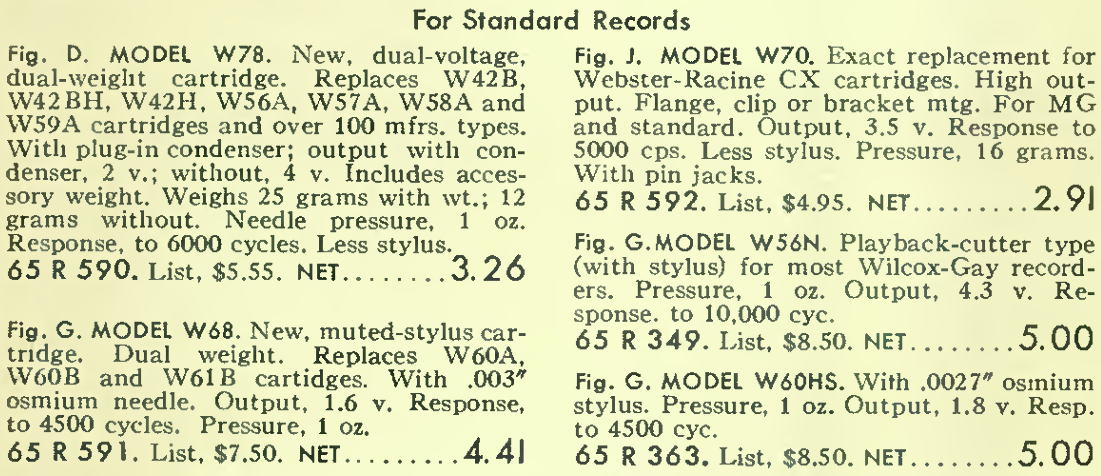 For Standard Records
Fig. D. MODEL W78. New, dual-voltage,
dual-weight cartridge. Replaces W42B,
W42BH, W42H, W56A, W57A, W58A and
W59A cartridges and over 100 mfrs. types.
With plug-in condenser; output with con-
denser, 2 v.; without, 4 v. Includes acces-
sory weight. Weighs 25 grams with wt.; 12
grams without. Needle pressure, 1 oz.
Response, to 6000 cycles. Less stylus.
65 R 590. List, $5.55. NET........3.26
Fig. G. MODEL W68. New, muted-stylus car-
tridge. Dual weight. Replaces W60A,
W60B and W61B cartidges. With .003"
osmium needle. Output, 1.6 v. Response,
to 4500 cycles. Pressure, 1 oz.
65 R 591. List, $7.50. NET.........4.41
Fig. J. MODEL W70. Exact replacement for
Webster-Racine CX cartridges. High out-
put. Flange, clip or bracket mtg. For MG
and standard. Output, 3.5 v. Response to
5000 cps. Less stylus. Pressure, 16 grams.
With pin jacks.
65 R 592. List, $4.95. NET.........2.91
Fig. G. MODEL W56N. Playback-cutter type
(with stylus) for most Wilcox-Gay record-
ers. Pressure, 1 oz. Output, 4.3 v. Re-
sponse. to 10,000 cyc.
65 R 349. List, $8.50. NET........5.00
Fig. G. MODEL W60HS. With .0027" osmium
stylus. Pressure, 1 oz. Output, 1.8 v. Resp.
to 4500 cyc.
65 R 363. List, $8.50. NET........5.00